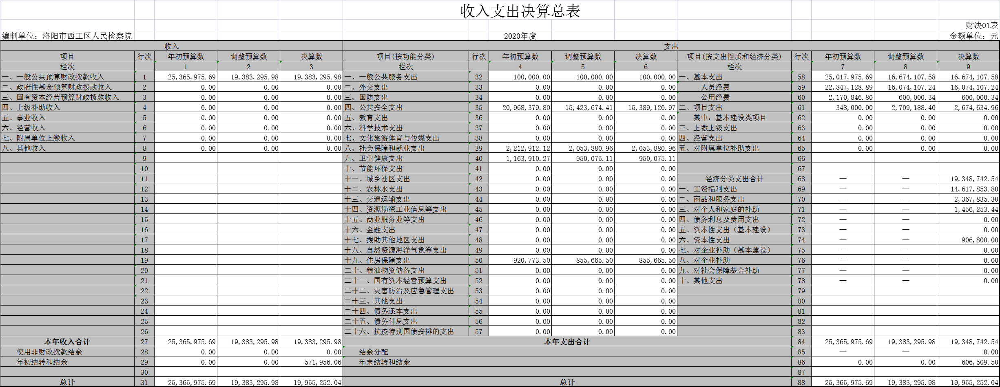 收入支出决算总表
财决01表
编制单位：洛阳市西工区人民检察院 2020年度 金额单位：元
收入 支出
项目 行次 年初预算数 调整预算数 决算数 项目(按功能分类) 行次 年初预算数 调整预算数 决算数 项目(按支出性质和经济分类) 行次 年初预算数 调整预算数 决算数
栏次 1 2 3 栏次 4 5 6 栏次 7 8 9
一、一般公共预算财政拨款收入 1 25,365,975.69 19,383,295.98 19,383,295.98 一、一般公共服务支出 32 100,000.00 100,000.00 100,000.00 一、基本支出 58 25,017,975.69 16,674,107.58 16,674,107.58
二、政府性基金预算财政拨款收入 2 0.00 0.00 0.00 二、外交支出 33 0.00 0.00 0.00 人员经费 59 22,847,128.89 16,074,107.24 16,074,107.24
三、国有资本经营预算财政拨款收入 3 0.00 0.00 0.00 三、国防支出 34 0.00 0.00 0.00 公用经费 60 2,170,846.80 600,000.34 600,000.34
四、上级补助收入 4 0.00 0.00 0.00 四、公共安全支出 35 20,968,379.80 15,423,674.41 15,389,120.97 二、项目支出 61 348,000.00 2,709,188.40 2,674,634.96
五、事业收入 5 0.00 0.00 0.00 五、教育支出 36 0.00 0.00 0.00 其中：基本建设类项目 62 0.00 0.00 0.00
六、经营收入 6 0.00 0.00 0.00 六、科学技术支出 37 0.00 0.00 0.00 三、上缴上级支出 63 0.00 0.00 0.00
七、附属单位上缴收入 7 0.00 0.00 0.00 七、文化旅游体育与传媒支出 38 0.00 0.00 0.00 四、经营支出 64 0.00 0.00 0.00
八、其他收入 8 0.00 0.00 0.00 八、社会保障和就业支出 39 2,212,912.12 2,053,880.96 2,053,880.96 五、对附属单位补助支出 65 0.00 0.00 0.00
9 九、卫生健康支出 40 1,163,910.27 950,075.11 950,075.11 66
10 十、节能环保支出 41 0.00 0.00 0.00 67
11 十一、城乡社区支出 42 0.00 0.00 0.00 经济分类支出合计 68 — — 19,348,742.54
12 十二、农林水支出 43 0.00 0.00 0.00 一、工资福利支出 69 — — 14,617,853.80
13 十三、交通运输支出 44 0.00 0.00 0.00 二、商品和服务支出 70 — — 2,367,835.30
14 十四、资源勘探工业信息等支出 45 0.00 0.00 0.00 三、对个人和家庭的补助 71 — — 1,456,253.44
15 十五、商业服务业等支出 46 0.00 0.00 0.00 四、债务利息及费用支出 72 — — 0.00
16 十六、金融支出 47 0.00 0.00 0.00 五、资本性支出（基本建设） 73 — — 0.00
17 十七、援助其他地区支出 48 0.00 0.00 0.00 六、资本性支出 74 — — 906,800.00
18 十八、自然资源海洋气象等支出 49 0.00 0.00 0.00 七、对企业补助（基本建设） 75 — — 0.00
19 十九、住房保障支出 50 920,773.50 855,665.50 855,665.50 八、对企业补助 76 — — 0.00
20 二十、粮油物资储备支出 51 0.00 0.00 0.00 九、对社会保障基金补助 77 — — 0.00
21 二十一、国有资本经营预算支出 52 0.00 0.00 0.00 十、其他支出 78 — — 0.00
22 二十二、灾害防治及应急管理支出 53 0.00 0.00 0.00 79
23 二十三、其他支出 54 0.00 0.00 0.00 80
24 二十四、债务还本支出 55 0.00 0.00 0.00 81
25 二十五、债务付息支出 56 0.00 0.00 0.00 82
26 二十六、抗疫特别国债安排的支出 57 0.00 0.00 0.00 83
本年收入合计 27 25,365,975.69 19,383,295.98 19,383,295.98 本年支出合计 84 25,365,975.69 19,383,295.98 19,348,742.54
使用非财政拨款结余 28 0.00 0.00 0.00 结余分配 85 — — 0.00
年初结转和结余 29 0.00 0.00 571,956.06 年末结转和结余 86 0.00 0.00 606,509.50
30 87
总计 31 25,365,975.69 19,383,295.98 19,955,252.04 总计 88 25,365,975.69 19,383,295.98 19,955,252.04